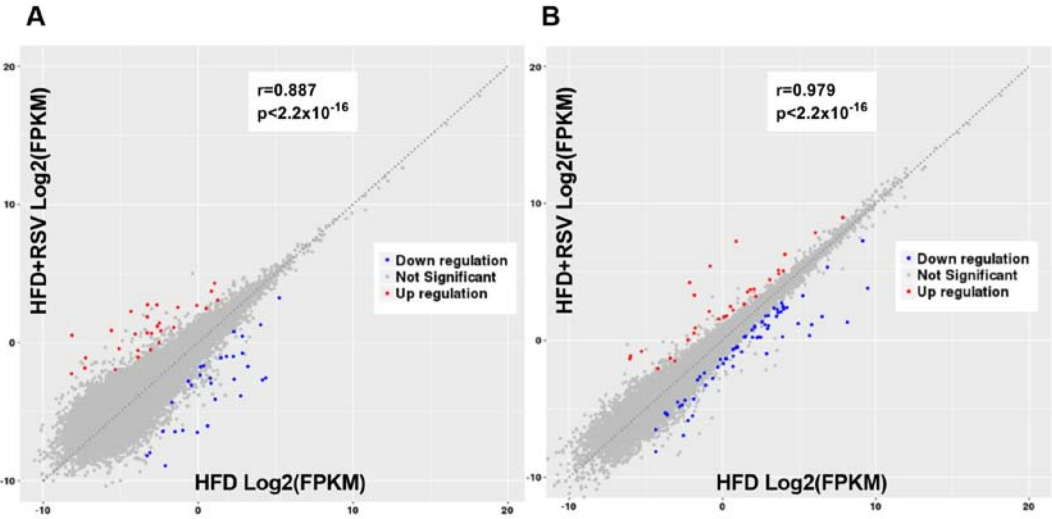 A
20
10
0
-10
HFD+RSV Log2(FPKM)
r=0.887
p<2.2x10-16
Down regulation
Not Significant
Up regulation
HFD Log2(FPKM)
-10
0
10
20
B
20
10
0
-10
HFD+RSV Log2(FPKM)
r=0.979
p<2.2x10-16
Down regulation
Not Significant
Up regulation
HFD Log2(FPKM)
-10
0
10
20